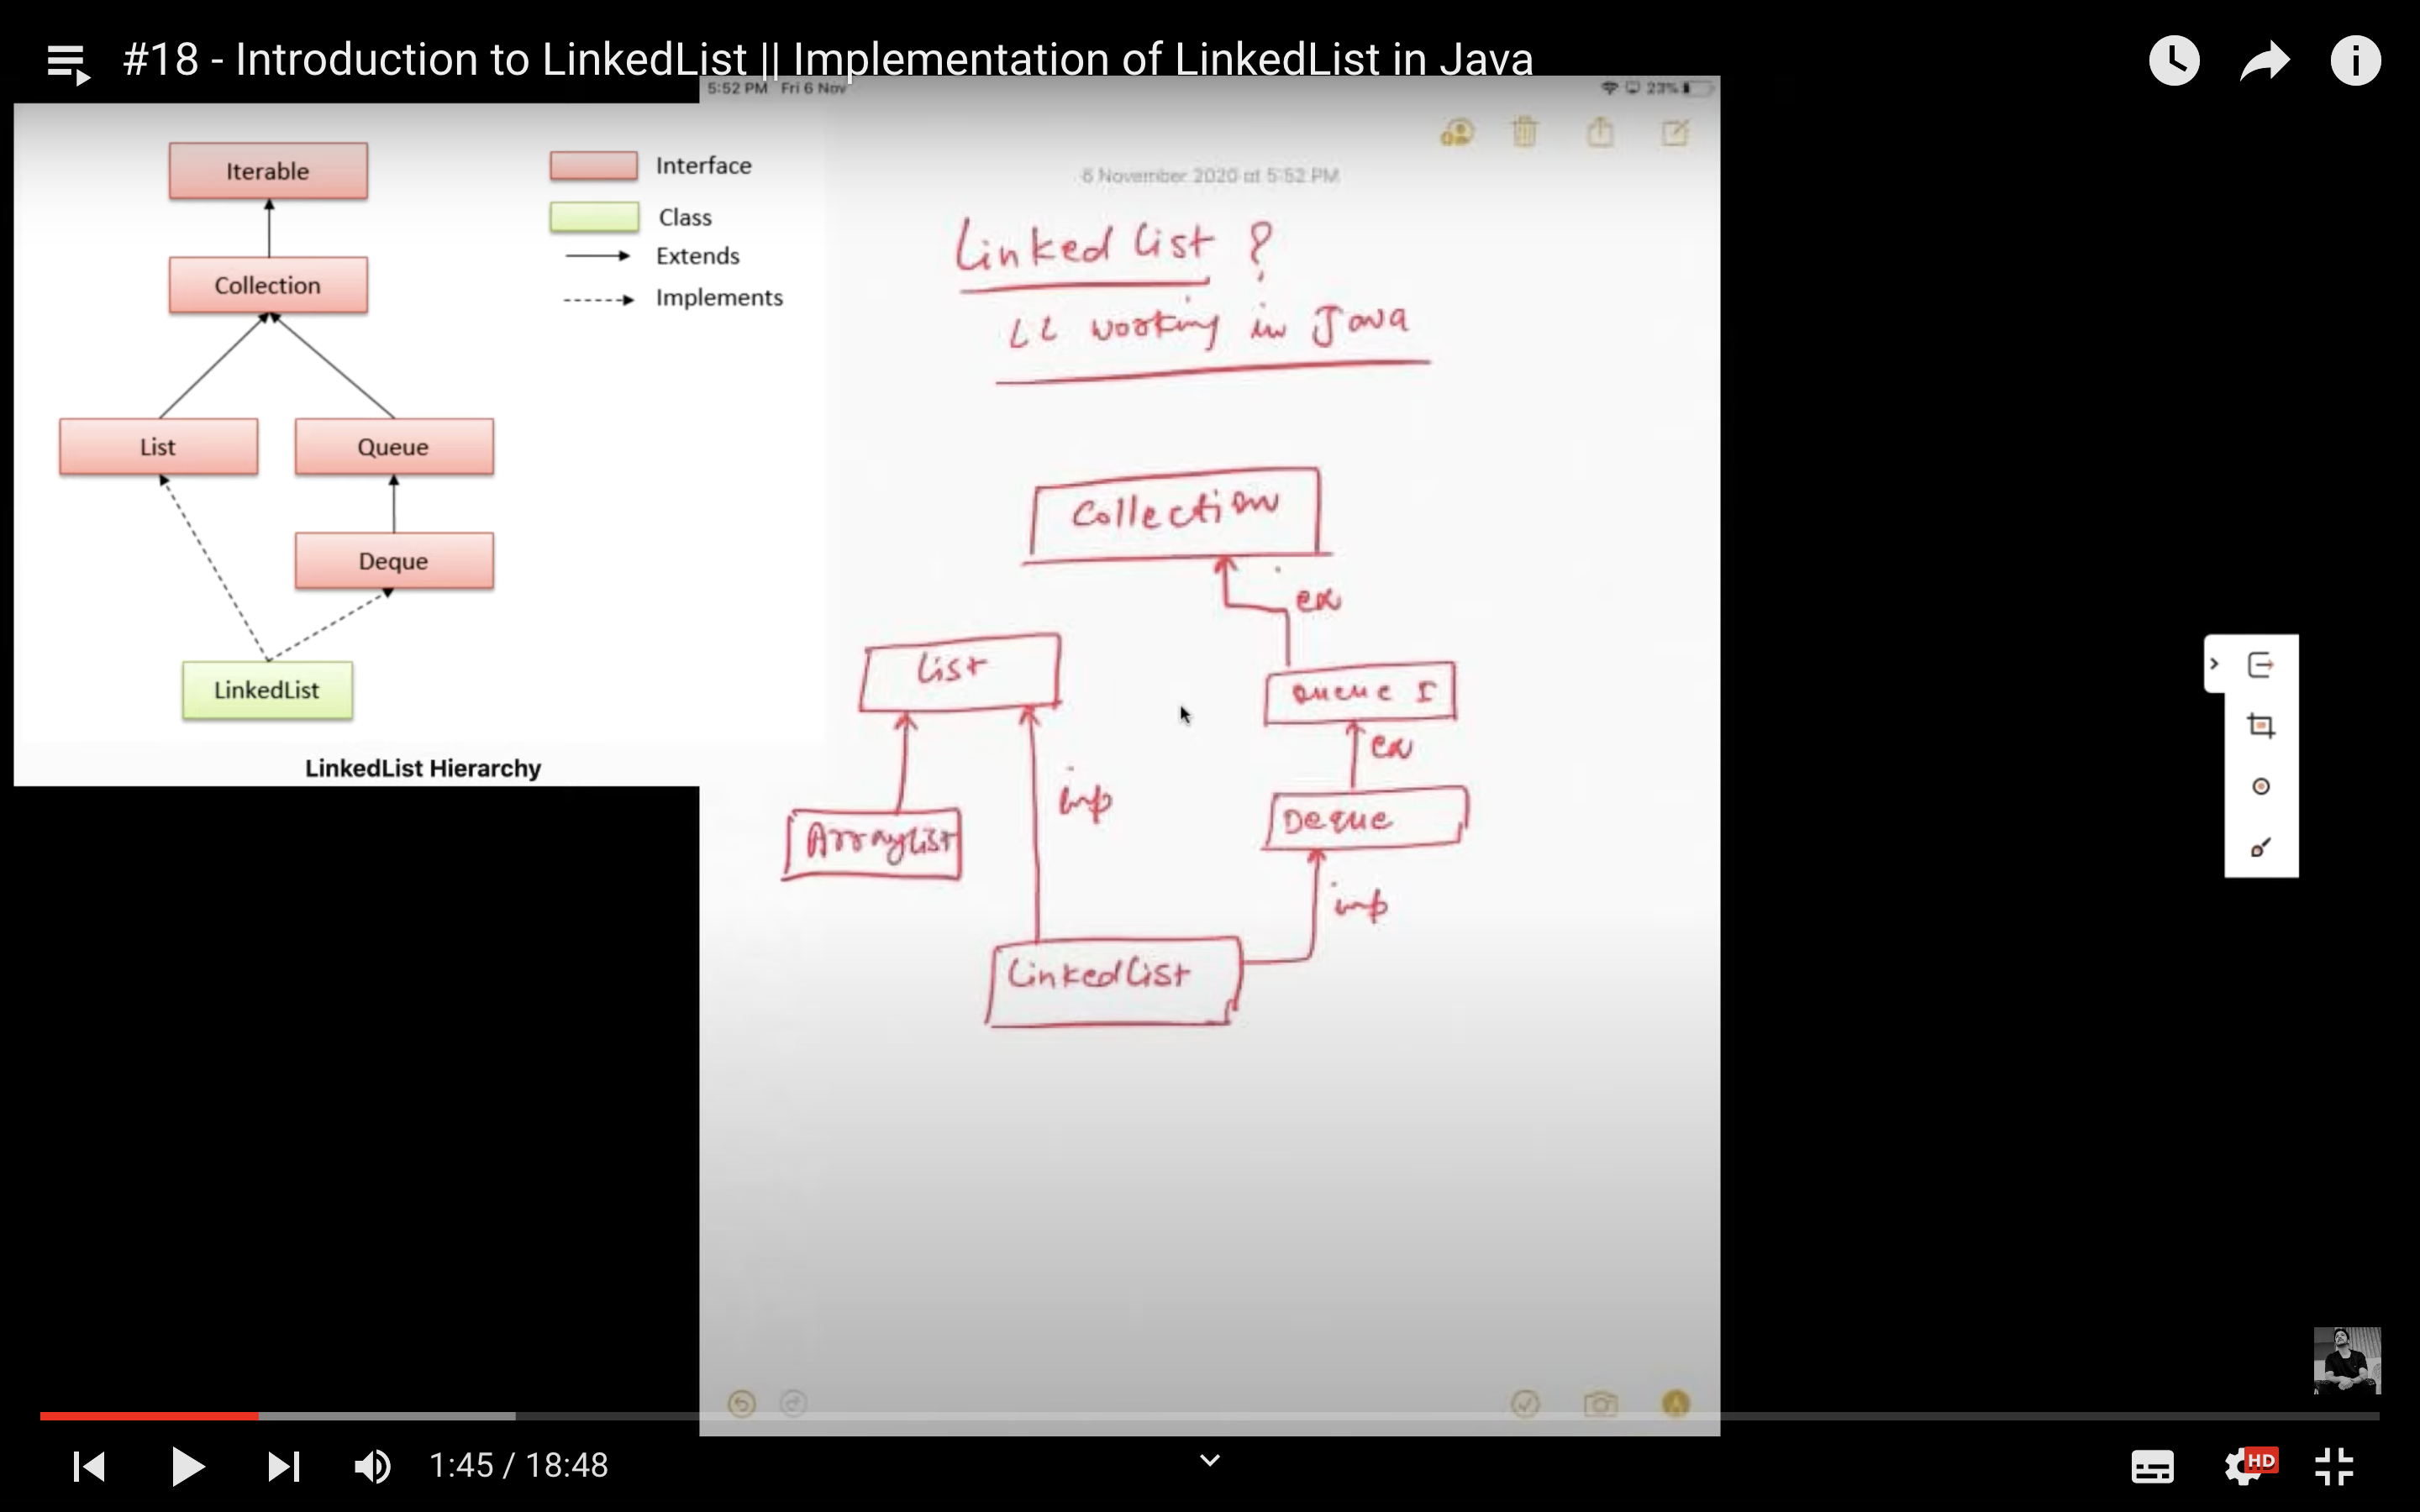 #18 - Introduction to LinkedList || Implementation of LinkedList in Java
5:52 PM Fri 6 Nov
23%
Iterable
Collection
List
Queue
Deque
LinkedList
Interface
Class
Extends
Implements
LinkedList Hierarchy
6 November 2020 at 5:52 PM
Linked List ?
LL working in Java
Collection
ex
List
Queue I
ex
imp
ArrayList
Deque
imp
LinkedList
1:45 / 18:48
HD